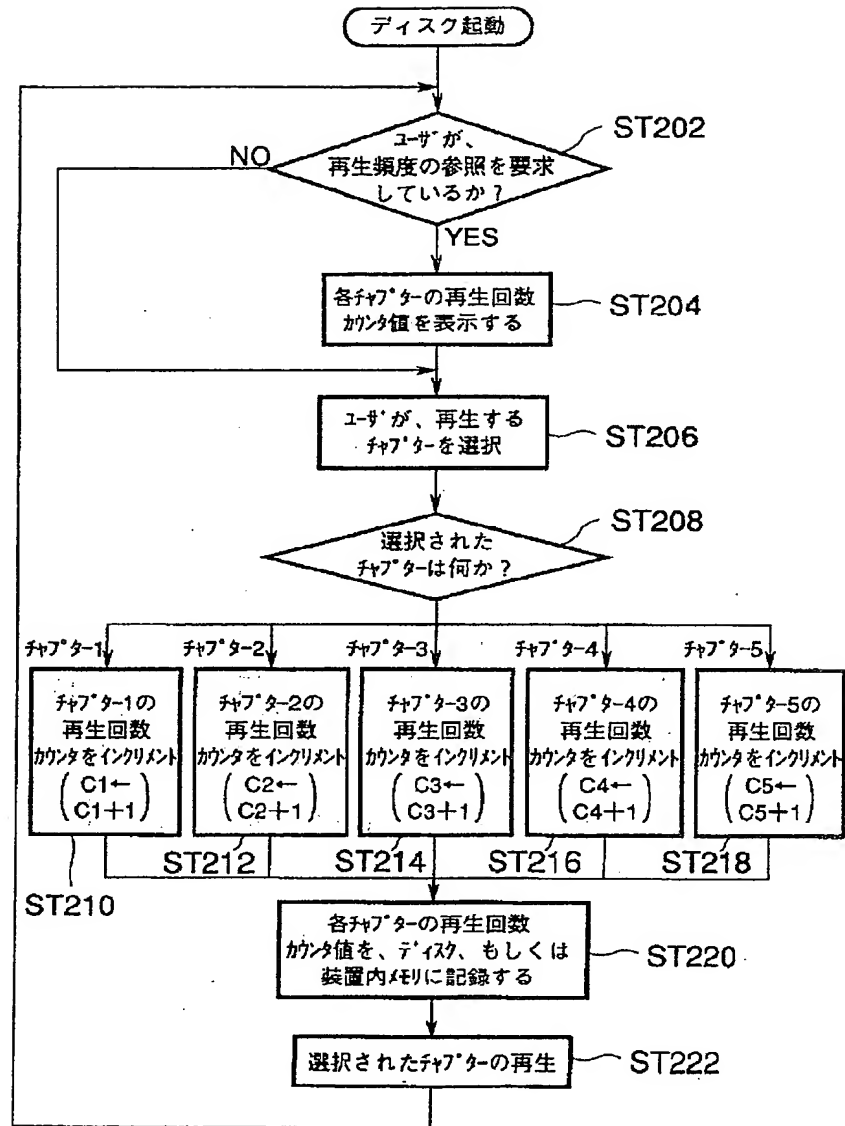 ディスク起動
ST202
ユーザが、
再生頻度の参照を要求
しているか？
NO
YES
各チャプターの再生回数
カウンタ値を表示する
ST204
ユーザが、再生する
チャプターを選択
ST206
ST208
選択された
チャプターは何か？
チャプター1
チャプター2
チャプター3
チャプター4
チャプター5
チャプター1の
再生回数
カウンタをインクリメント
C1←
C1+1
チャプター2の
再生回数
カウンタをインクリメント
C2←
C2+1
チャプター3の
再生回数
カウンタをインクリメント
C3←
C3+1
チャプター4の
再生回数
カウンタをインクリメント
C4←
C4+1
チャプター5の
再生回数
カウンタをインクリメント
C5←
C5+1
ST210
ST212
ST214
ST216
ST218
各チャプターの再生回数
カウンタ値を、ディスク、もしくは
装置内メモリに記録する
ST220
選択されたチャプターの再生
ST222